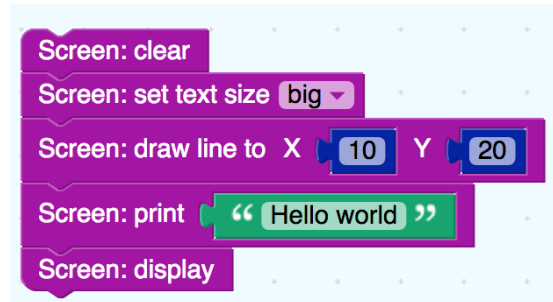 Screen: clear
Screen: set text size big
Screen: draw line to X 10 Y 20
Screen: print “ Hello world ”
Screen: display